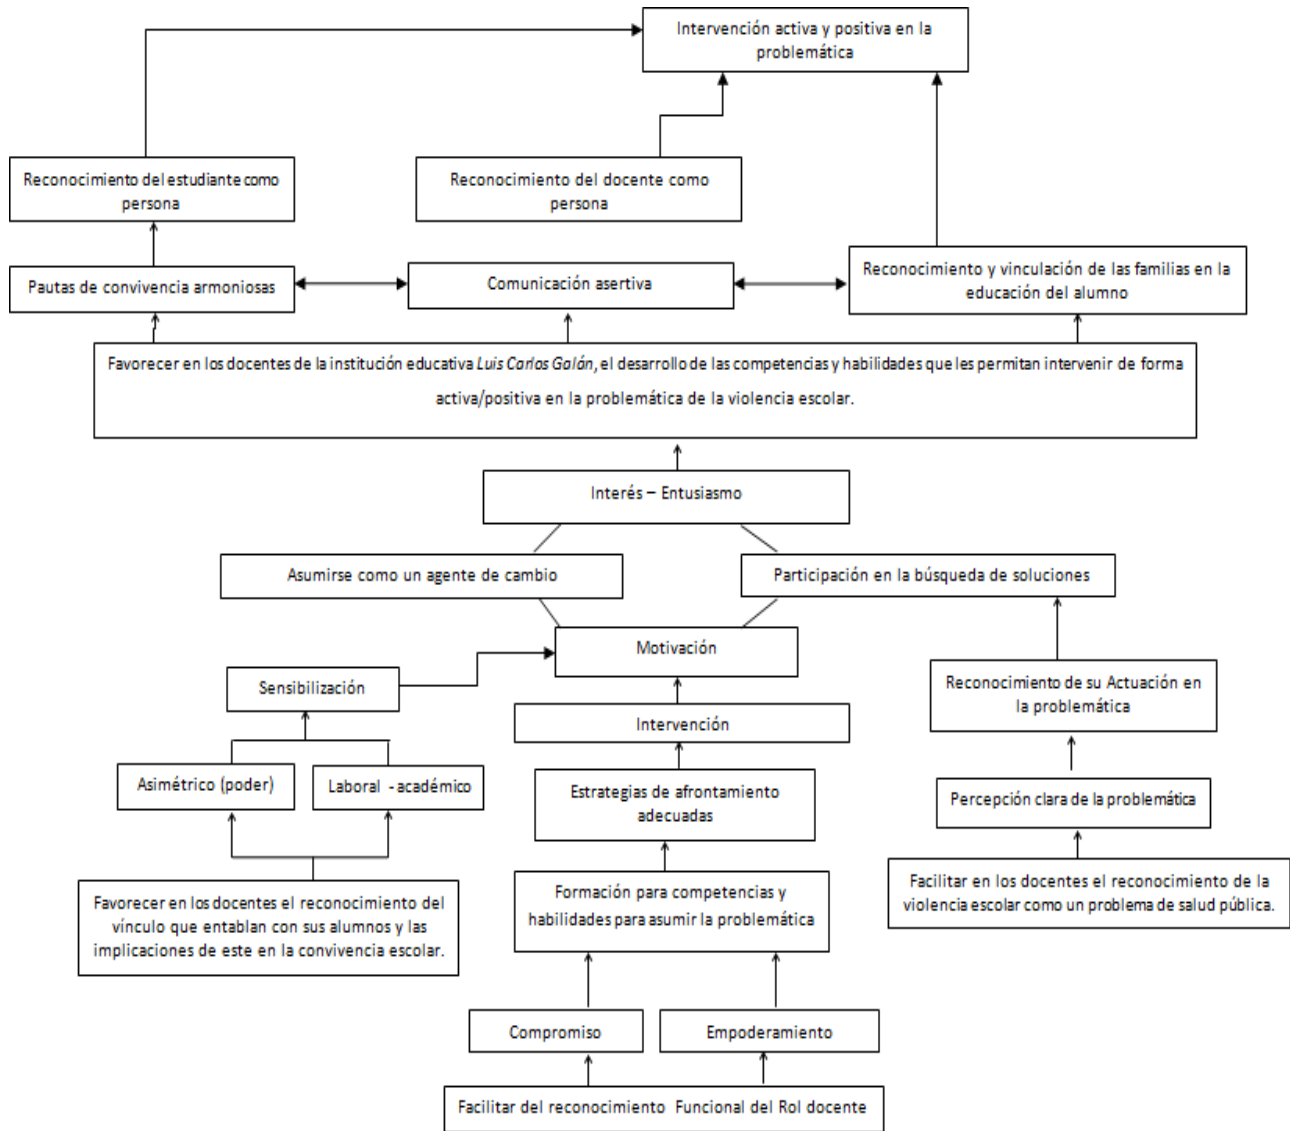 Intervención activa y positiva en la
problemática
Reconocimiento del estudiante como
persona
Reconocimiento del docente como
persona
Pautas de convivencia armoniosas
Comunicación asertiva
Reconocimiento y vinculación de las familias en la
educación del alumno
Favorecer en los docentes de la institución educativa Luis Carlos Galán, el desarrollo de las competencias y habilidades que les permitan intervenir de forma
activa/positiva en la problemática de la violencia escolar.
Interés – Entusiasmo
Asumirse como un agente de cambio
Participación en la búsqueda de soluciones
Motivación
Sensibilización
Reconocimiento de su Actuación en
la problemática
Intervención
Asimétrico (poder)
Laboral - académico
Estrategias de afrontamiento
adecuadas
Percepción clara de la problemática
Favorecer en los docentes el reconocimiento del
vínculo que entablan con sus alumnos y las
implicaciones de este en la convivencia escolar.
Formación para competencias y
habilidades para asumir la problemática
Facilitar en los docentes el reconocimiento de la
violencia escolar como un problema de salud pública.
Compromiso
Empoderamiento
Facilitar del reconocimiento Funcional del Rol docente